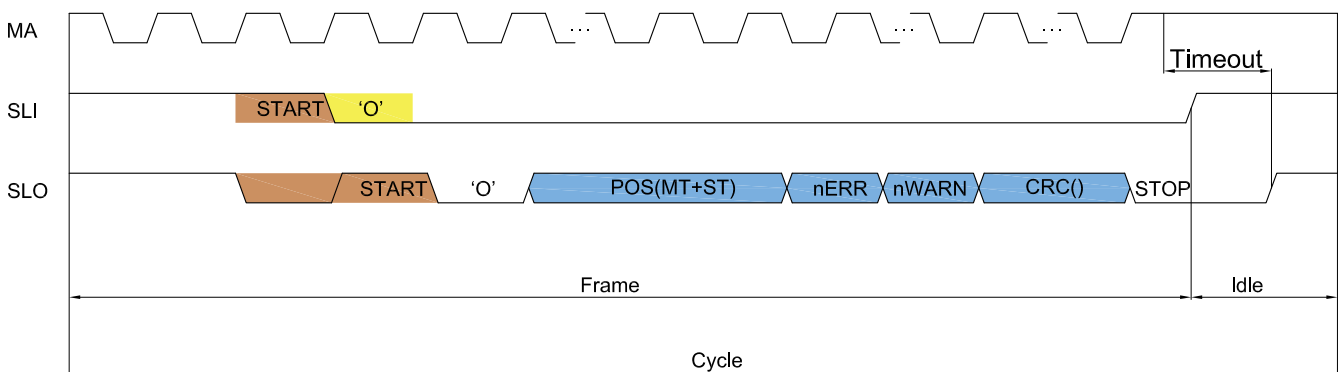 MA
... ... ...
Timeout
SLI
START 'O'
SLO
START 'O' POS(MT+ST) nERR nWARN CRC() STOP
Frame Idle
Cycle